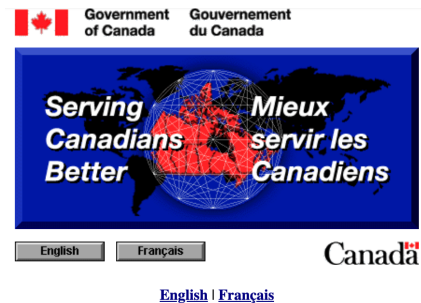 Government of Canada
Gouvernement du Canada
Serving Canadians Better
Mieux servir les Canadiens
English
Français
Canada
English | Français